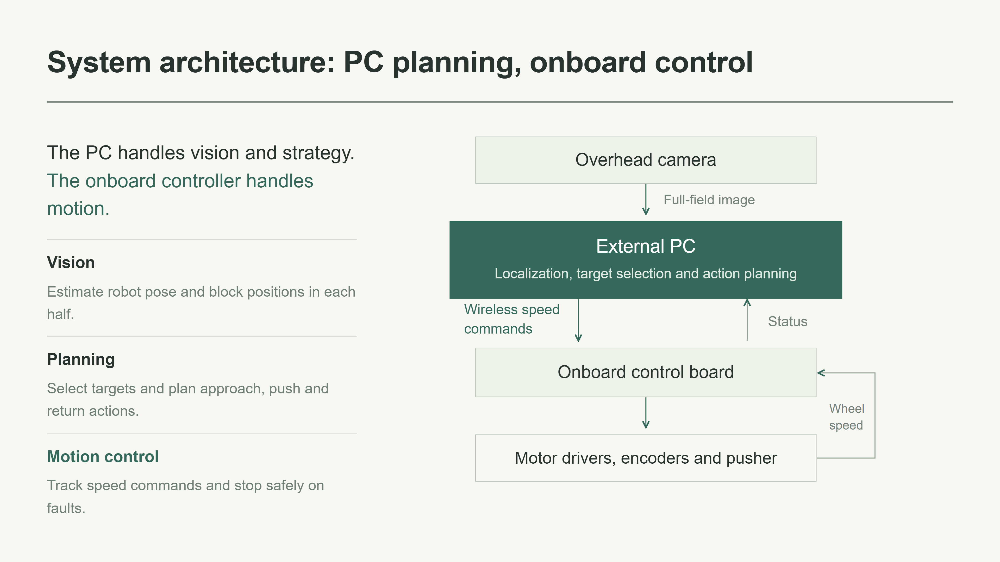 System architecture: PC planning, onboard control
The PC handles vision and strategy.
The onboard controller handles
motion.
Vision
Estimate robot pose and block positions in each
half.
Planning
Select targets and plan approach, push and
return actions.
Motion control
Track speed commands and stop safely on
faults.
Overhead camera
Full-field image
External PC
Localization, target selection and action planning
Wireless speed
commands
Status
Onboard control board
Wheel
speed
Motor drivers, encoders and pusher